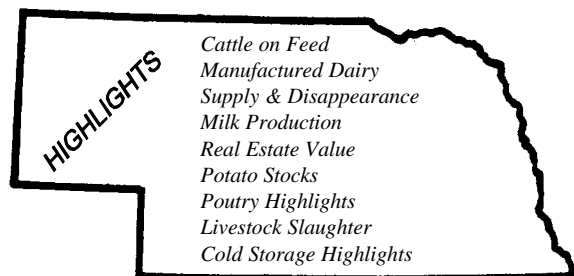 HIGHLIGHTS
Cattle on Feed
Manufactured Dairy
Supply & Disappearance
Milk Production
Real Estate Value
Potato Stocks
Poutry Highlights
Livestock Slaughter
Cold Storage Highlights